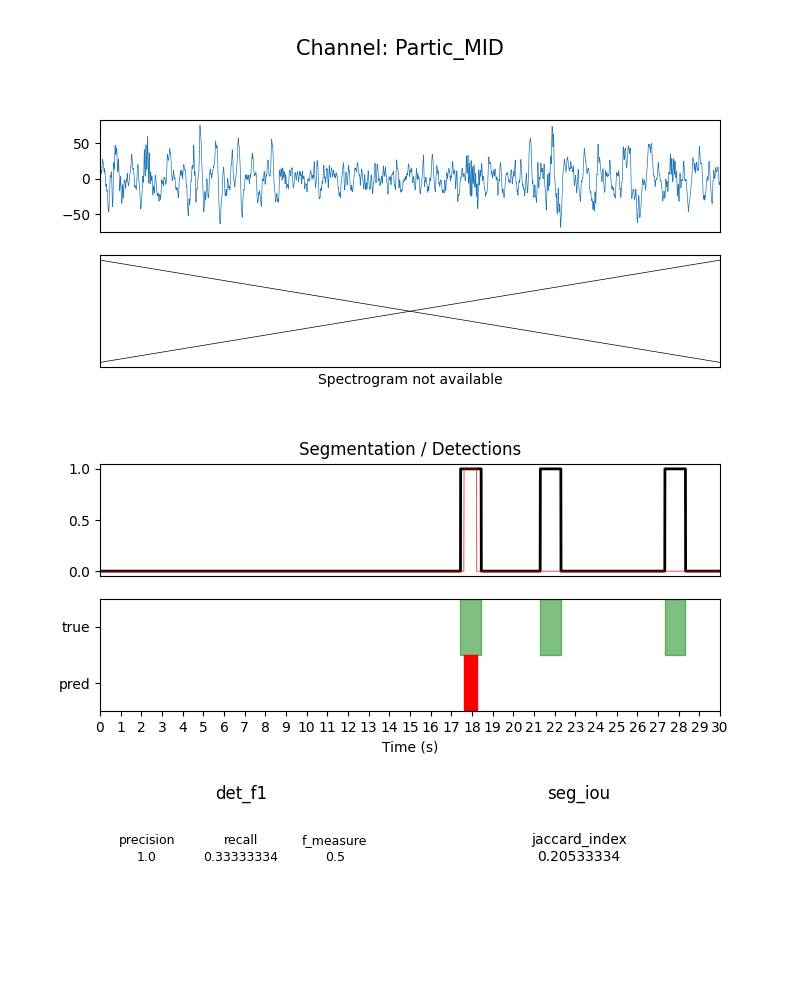 Channel: Partic_MID
50
0
−50
Spectrogram not available
Segmentation / Detections
1.0
0.5
0.0
true
pred
0 1 2 3 4 5 6 7 8 9 10 11 12 13 14 15 16 17 18 19 20 21 22 23 24 25 26 27 28 29 30
Time (s)
det_f1 seg_iou
precision recall f_measure jaccard_index
1.0 0.33333334 0.5 0.20533334